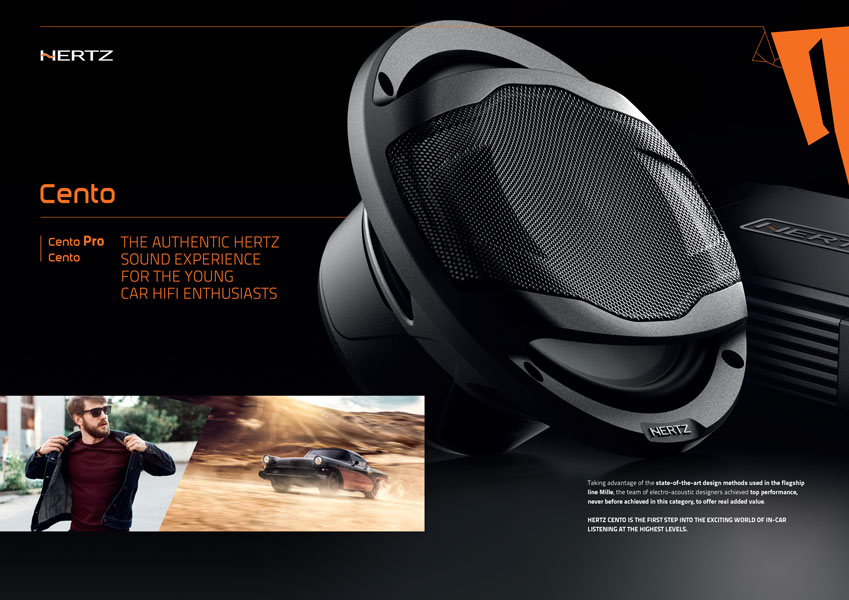 HERTZ
Cento
Cento Pro
Cento
THE AUTHENTIC HERTZ
SOUND EXPERIENCE
FOR THE YOUNG
CAR HIFI ENTHUSIASTS
HERTZ
HERTZ
Taking advantage of the state-of-the-art design methods used in the flagship
line Mille, the team of electro-acoustic designers achieved top performance,
never before achieved in this category, to offer real added value.
HERTZ CENTO IS THE FIRST STEP INTO THE EXCITING WORLD OF IN-CAR
LISTENING AT THE HIGHEST LEVELS.